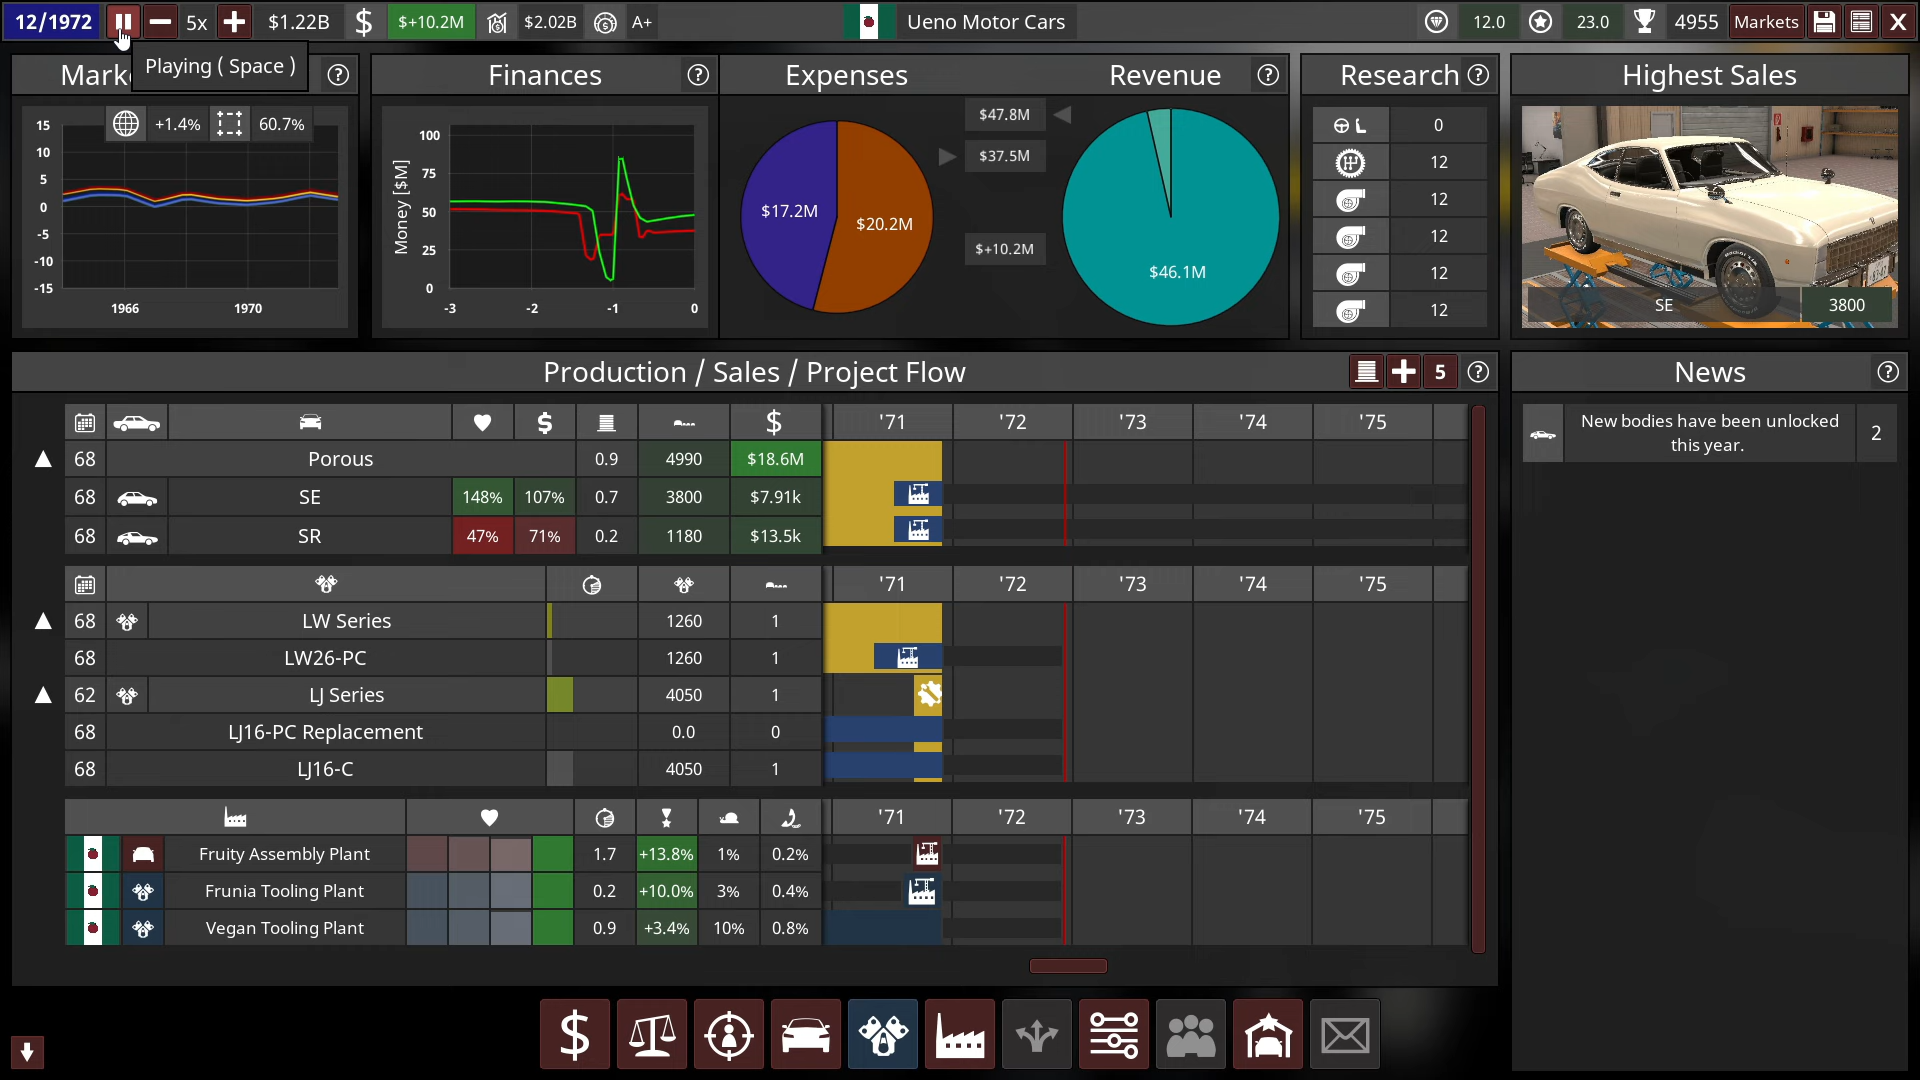 12/1972
5x
$1.22B
$
$+10.2M
$2.02B
A+
Ueno Motor Cars
12.0
23.0
4955
Markets
X
Marke
Playing ( Space )
?
+1.4%
60.7%
15
10
5
0
-5
-10
-15
1966
1970
Finances
?
Money [$M]
100
75
50
25
0
-3
-2
-1
0
Expenses
Revenue
?
$17.2M
$20.2M
$47.8M
$37.5M
$+10.2M
$46.1M
Research
?
0
12
12
12
12
12
Highest Sales
SE
3800
Production / Sales / Project Flow
5
?
$
$
'71
'72
'73
'74
'75
68
Porous
0.9
4990
$18.6M
68
SE
148%
107%
0.7
3800
$7.91k
68
SR
47%
71%
0.2
1180
$13.5k
'71
'72
'73
'74
'75
68
LW Series
1260
1
68
LW26-PC
1260
1
62
LJ Series
4050
1
68
LJ16-PC Replacement
0.0
0
68
LJ16-C
4050
1
'71
'72
'73
'74
'75
Fruity Assembly Plant
1.7
+13.8%
1%
0.2%
Frunia Tooling Plant
0.2
+10.0%
3%
0.4%
Vegan Tooling Plant
0.9
+3.4%
10%
0.8%
News
?
New bodies have been unlocked
this year.
2
$